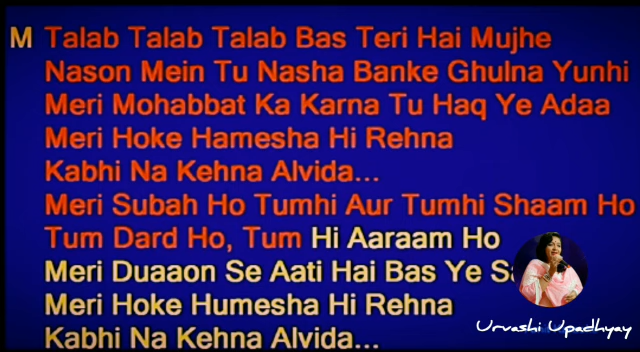 M Talab Talab Talab Bas Teri Hai Mujhe
Nason Mein Tu Nasha Banke Ghulna Yunhi
Meri Mohabbat Ka Karna Tu Haq Ye Adaa
Meri Hoke Hamesha Hi Rehna
Kabhi Na Kehna Alvida...
Meri Subah Ho Tumhi Aur Tumhi Shaam Ho
Tum Dard Ho, Tum Hi Aaraam Ho
Meri Duaaon Se Aati Hai Bas Ye
Meri Hoke Humesha Hi Rehna
Kabhi Na Kehna Alvida...
Urvashi Upadhyay